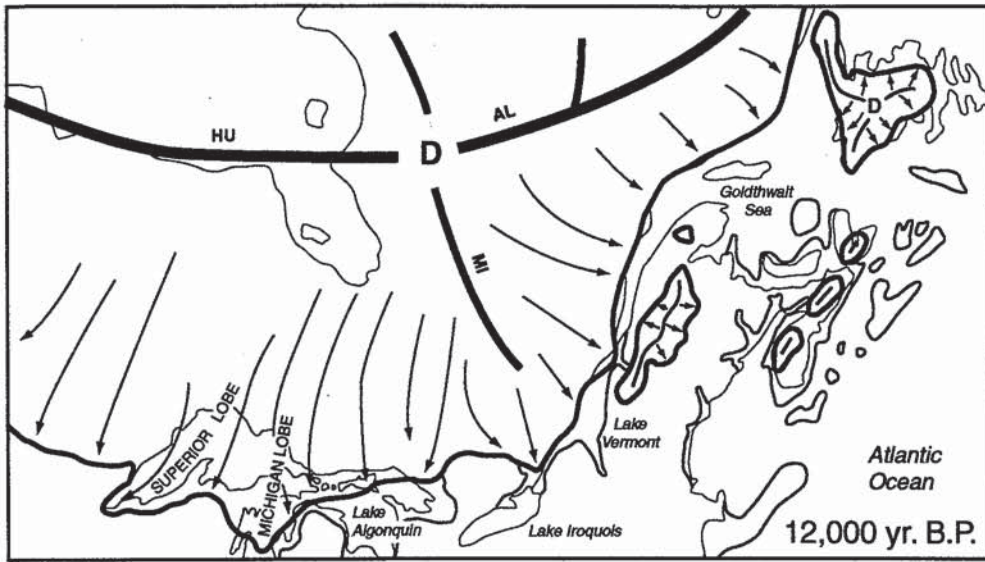 HU
AL
D
D
MI
Goldthwait
Sea
SUPERIOR LOBE
MICHIGAN LOBE
Lake
Algonquin
Lake Iroquois
Lake
Vermont
Atlantic
Ocean
12,000 yr. B.P.